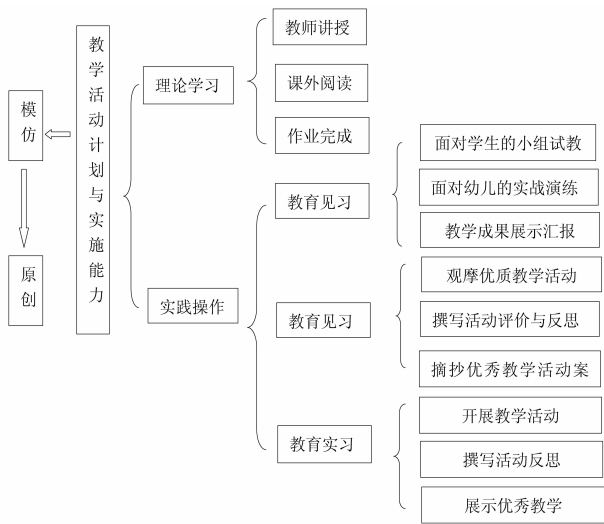 模仿
原创
教学活动计划与实施能力
理论学习
教师讲授
课外阅读
作业完成
实践操作
教育见习
面对学生的小组试教
面对幼儿的实战演练
教学成果展示汇报
教育见习
观摩优质教学活动
撰写活动评价与反思
摘抄优秀教学活动案
教育实习
开展教学活动
撰写活动反思
展示优秀教学